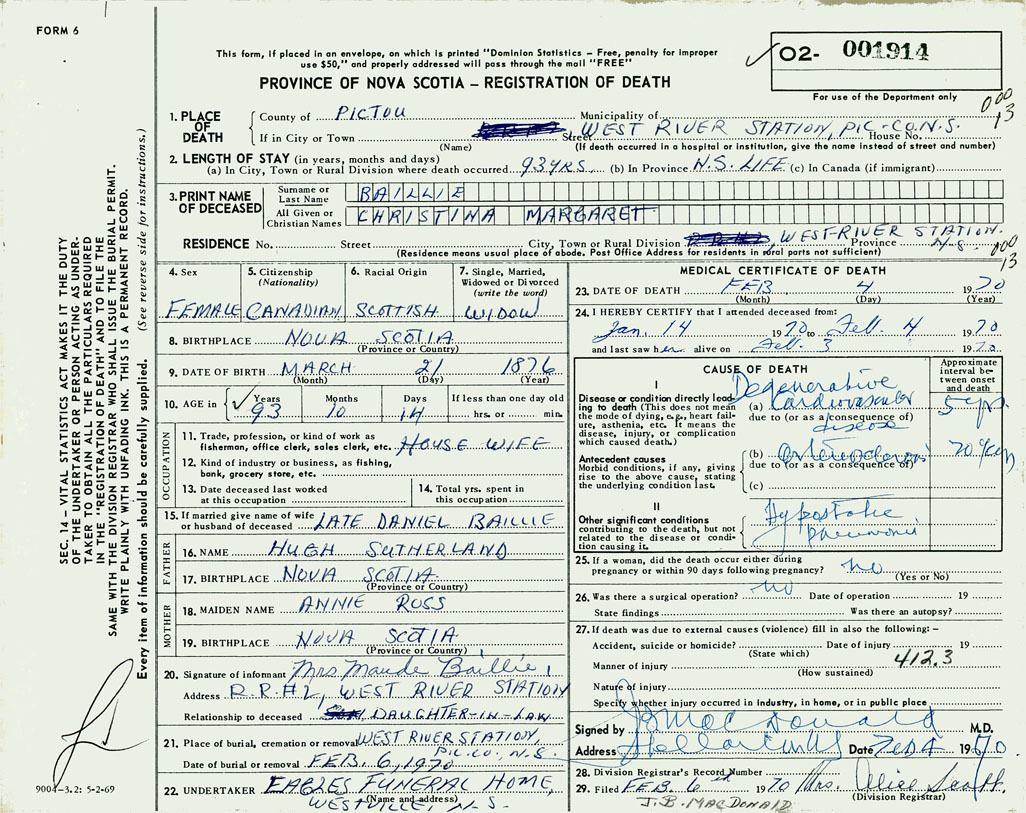 FORM 6
This form, if placed in an envelope, on which is printed "Dominion Statistics – Free, penalty for improper
use $50," and properly addressed will pass through the mail "FREE"
PROVINCE OF NOVA SCOTIA – REGISTRATION OF DEATH
O2- 001914
For use of the Department only
000
13
1. PLACE OF DEATH
County of PICTOU Municipality of
If in City or Town Street WEST RIVER STATION, PIC-CO.N.S. House No.
(Name) (If death occurred in a hospital or institution, give the name instead of street and number)
2. LENGTH OF STAY (in years, months and days)
(a) In City, Town or Rural Division where death occurred 93YRS. (b) In Province N.S. LIFE (c) In Canada (if immigrant)
3. PRINT NAME OF DECEASED
Surname or Last Name BAILLIE
All Given or Christian Names CHRISTINA MARGARET
RESIDENCE No. Street City, Town or Rural Division WEST RIVER STATION. Province N.S.
(Residence means usual place of abode. Post Office Address for residents in rural parts not sufficient)
000
13
4. Sex
FEMALE
5. Citizenship (Nationality)
CANADIAN
6. Racial Origin
SCOTTISH
7. Single, Married, Widowed or Divorced (write the word)
WIDOW
8. BIRTHPLACE NOVA SCOTIA
(Province or Country)
9. DATE OF BIRTH MARCH 21 1876
(Month) (Day) (Year)
10. AGE in Years Months Days If less than one day old
93 10 14 hrs. or min.
OCCUPATION
11. Trade, profession, or kind of work as
fisherman, office clerk, sales clerk, etc. HOUSE WIFE
12. Kind of industry or business, as fishing,
bank, grocery store, etc.
13. Date deceased last worked
at this occupation
14. Total yrs. spent in
this occupation
15. If married give name of wife
or husband of deceased LATE DANIEL BAILLIE
FATHER
16. NAME HUGH SUTHERLAND
17. BIRTHPLACE NOVA SCOTIA
(Province or Country)
MOTHER
18. MAIDEN NAME ANNIE ROSS
19. BIRTHPLACE NOVA SCOTIA
(Province or Country)
20. Signature of informant Mrs Maude Baillie
Address R.R#2, WEST RIVER STATION
Relationship to deceased DAUGHTER-IN-LAW
21. Place of burial, cremation or removal WEST RIVER STATION,
PIC.CO. N.S.
Date of burial or removal FEB. 6, 1970
22. UNDERTAKER EAGLES FUNERAL HOME,
(Name and address)
WESTVILLE, N.S.
MEDICAL CERTIFICATE OF DEATH
23. DATE OF DEATH FEB 4 1970
(Month) (Day) (Year)
24. I HEREBY CERTIFY that I attended deceased from:
Jan. 14 1970 to Feb. 4 1970
and last saw her alive on Feb. 3 1970
CAUSE OF DEATH
Approximate interval between onset and death
I
Disease or condition directly leading to death (This does not mean the mode of dying, e.g., heart failure, asthenia, etc. It means the disease, injury, or complication which caused death.)
(a) Degenerative Cardiovascular disease 5 yrs.
due to (or as a consequence of)
Antecedent causes
Morbid conditions, if any, giving rise to the above cause, stating the underlying condition last.
(b) Arteriosclerosis 20 years
due to (or as a consequence of)
(c)
II
Other significant conditions
contributing to the death, but not related to the disease or condition causing it.
Hypostatic
pneumonia
25. If a woman, did the death occur either during
pregnancy or within 90 days following pregnancy? no
(Yes or No)
26. Was there a surgical operation? no Date of operation 19
State findings Was there an autopsy?
27. If death was due to external causes (violence) fill in also the following: –
Accident, suicide or homicide? Date of injury 19
(State which) 412.3
Manner of injury
(How sustained)
Nature of injury
Specify whether injury occurred in industry, in home, or in public place
Signed by JB MacDonald M.D.
Address Stellarton NS Date Feb 4 1970
28. Division Registrar's Record Number
29. Filed FEB. 6 1970 Mrs. Alice Scott.
(Division Registrar)
J.B. MACDONALD
SEC. 14 – VITAL STATISTICS ACT MAKES IT THE DUTY
OF THE UNDERTAKER OR PERSON ACTING AS UNDER-
TAKER TO OBTAIN ALL THE PARTICULARS REQUIRED
IN THE "REGISTRATION OF DEATH" AND TO FILE THE
SAME WITH THE DIVISION REGISTRAR WHO SHALL ISSUE THE BURIAL PERMIT.
WRITE PLAINLY WITH UNFADING INK. THIS IS A PERMANENT RECORD.
Every item of information should be carefully supplied. (See reverse side for instructions.)
9004-3.2: 5-2-69